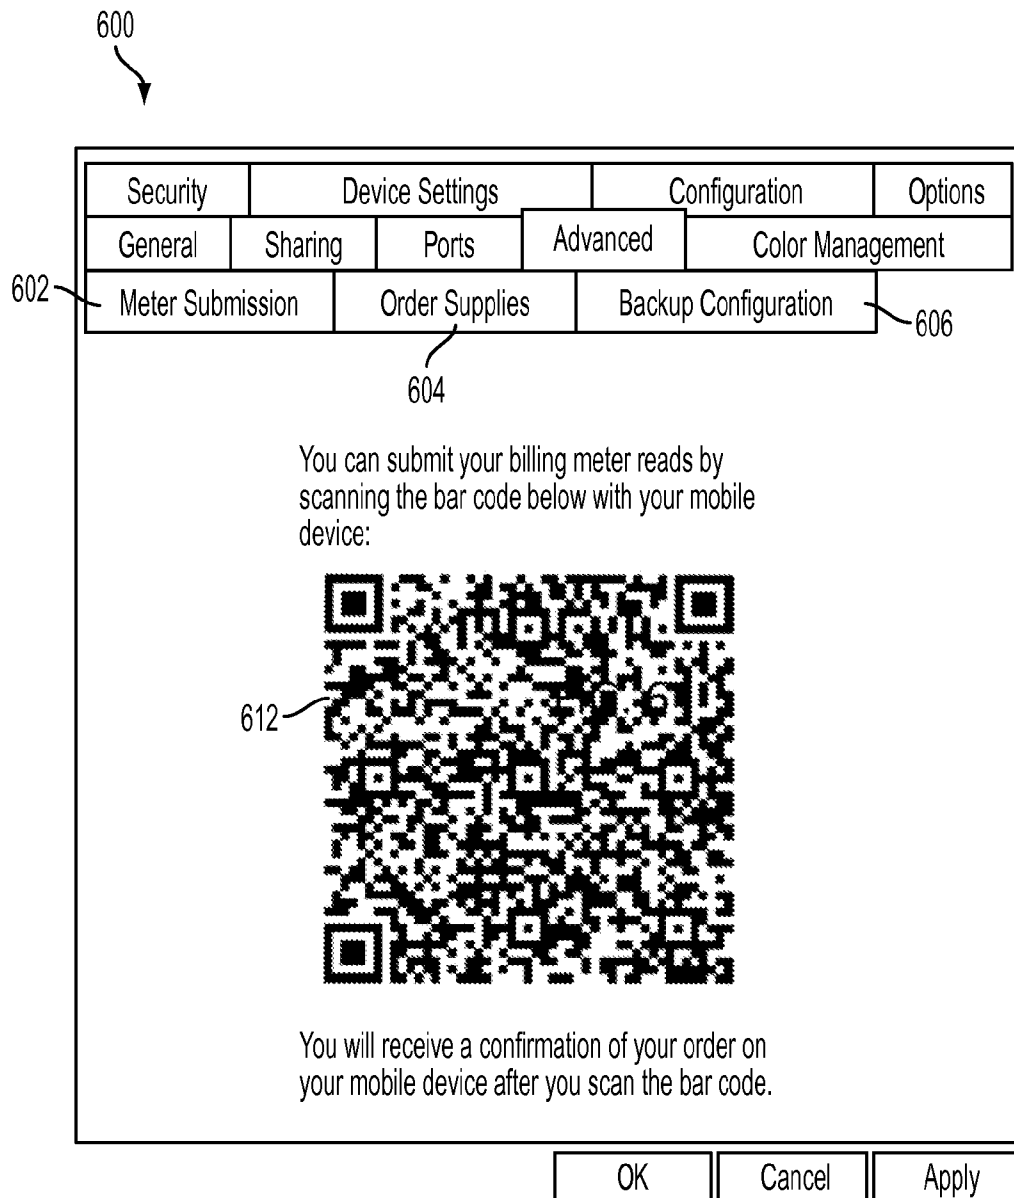 600
Security Device Settings Configuration Options
General Sharing Ports Advanced Color Management
602 Meter Submission Order Supplies Backup Configuration 606
604
You can submit your billing meter reads by
scanning the bar code below with your mobile
device:
612
You will receive a confirmation of your order on
your mobile device after you scan the bar code.
OK Cancel Apply